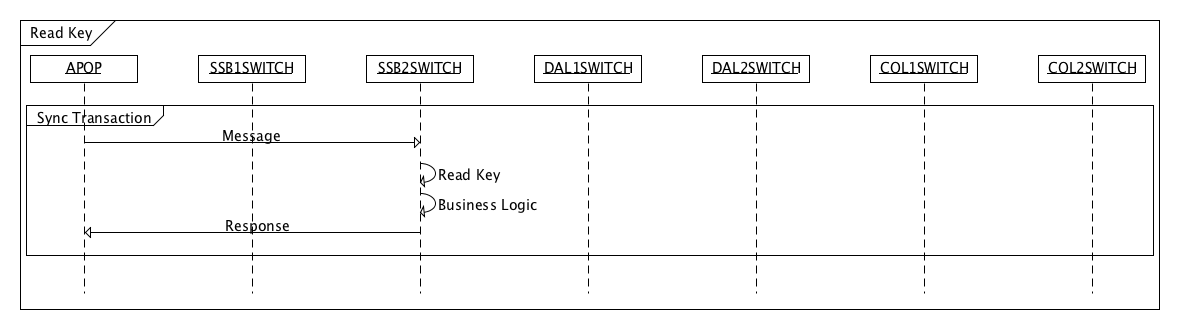 Read Key
APOP
SSB1SWITCH
SSB2SWITCH
DAL1SWITCH
DAL2SWITCH
COL1SWITCH
COL2SWITCH
Sync Transaction
Message
Read Key
Business Logic
Response